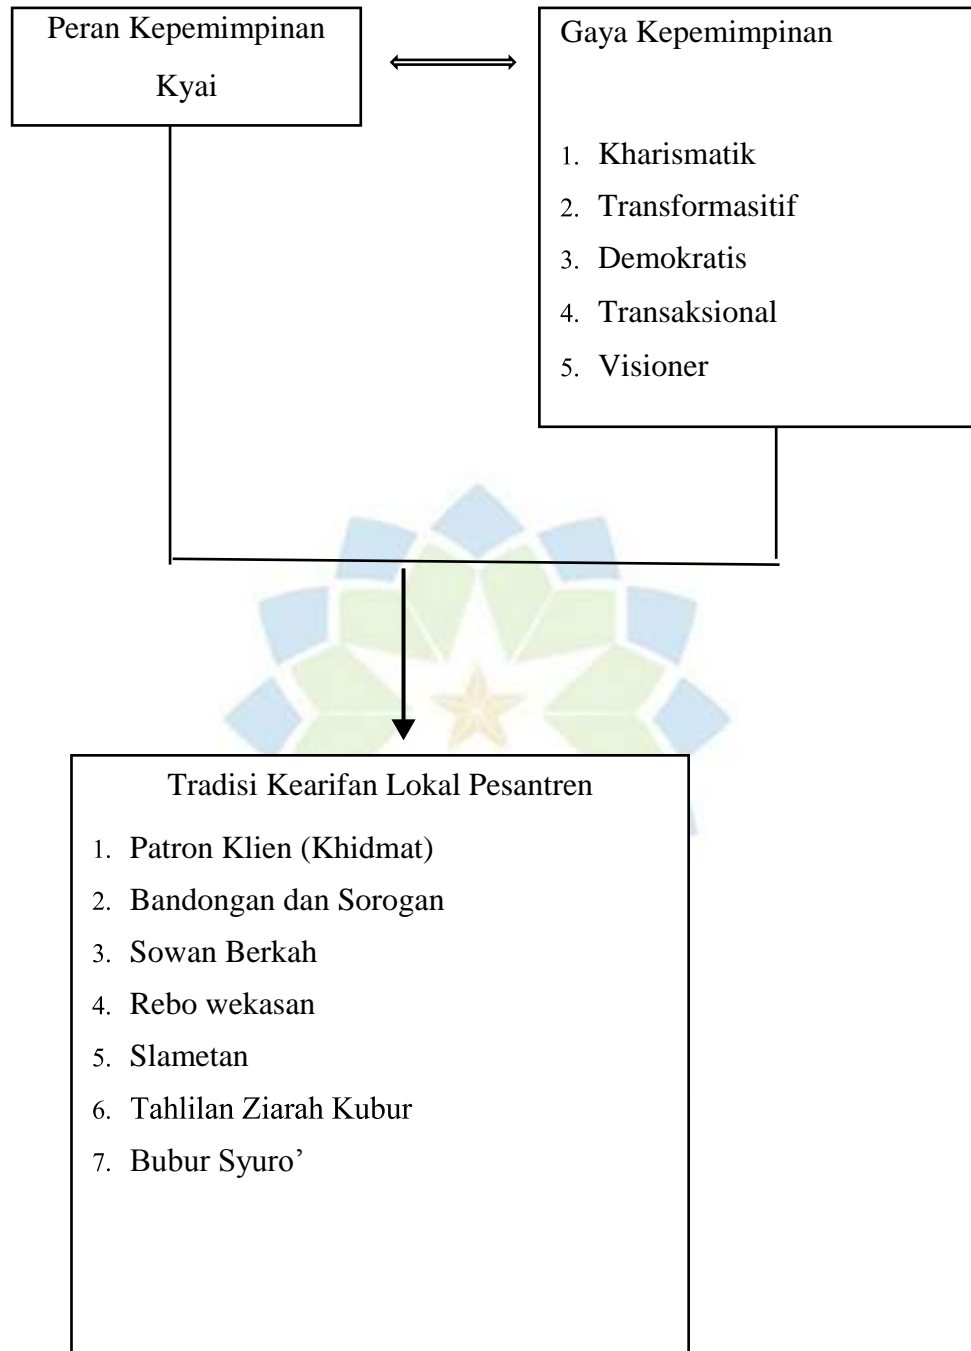 Peran Kepemimpinan
Kyai
Gaya Kepemimpinan
1. Kharismatik
2. Transformasitif
3. Demokratis
4. Transaksional
5. Visioner
Tradisi Kearifan Lokal Pesantren
1. Patron Klien (Khidmat)
2. Bandongan dan Sorogan
3. Sowan Berkah
4. Rebo wekasan
5. Slametan
6. Tahlilan Ziarah Kubur
7. Bubur Syuro’